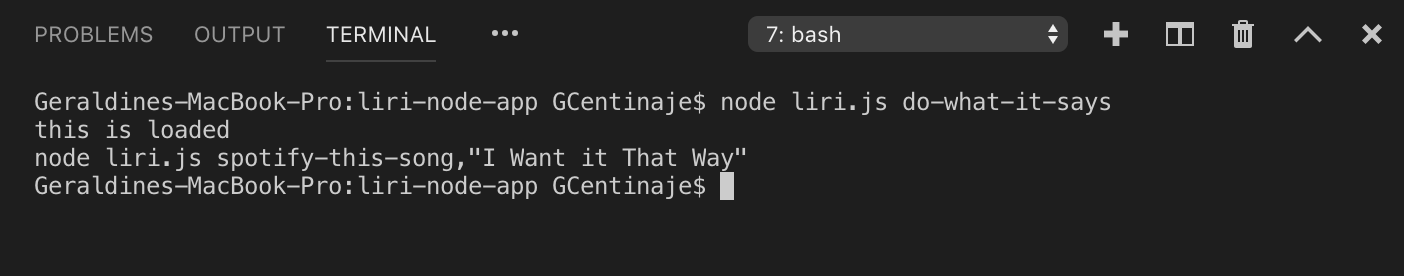 PROBLEMS OUTPUT TERMINAL ••• 7: bash
Geraldines-MacBook-Pro:liri-node-app GCentinaje$ node liri.js do-what-it-says
this is loaded
node liri.js spotify-this-song,"I Want it That Way"
Geraldines-MacBook-Pro:liri-node-app GCentinaje$